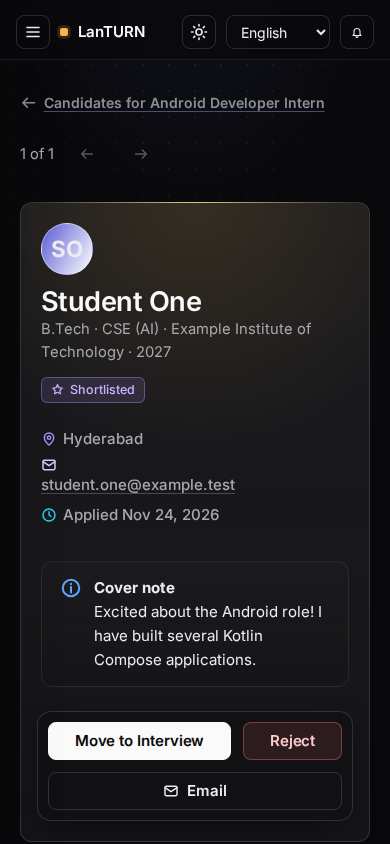 LanTURN
English
Candidates for Android Developer Intern
1 of 1
SO
Student One
B.Tech · CSE (AI) · Example Institute of
Technology · 2027
Shortlisted
Hyderabad
student.one@example.test
Applied Nov 24, 2026
Cover note
Excited about the Android role! I
have built several Kotlin
Compose applications.
Move to Interview
Reject
Email